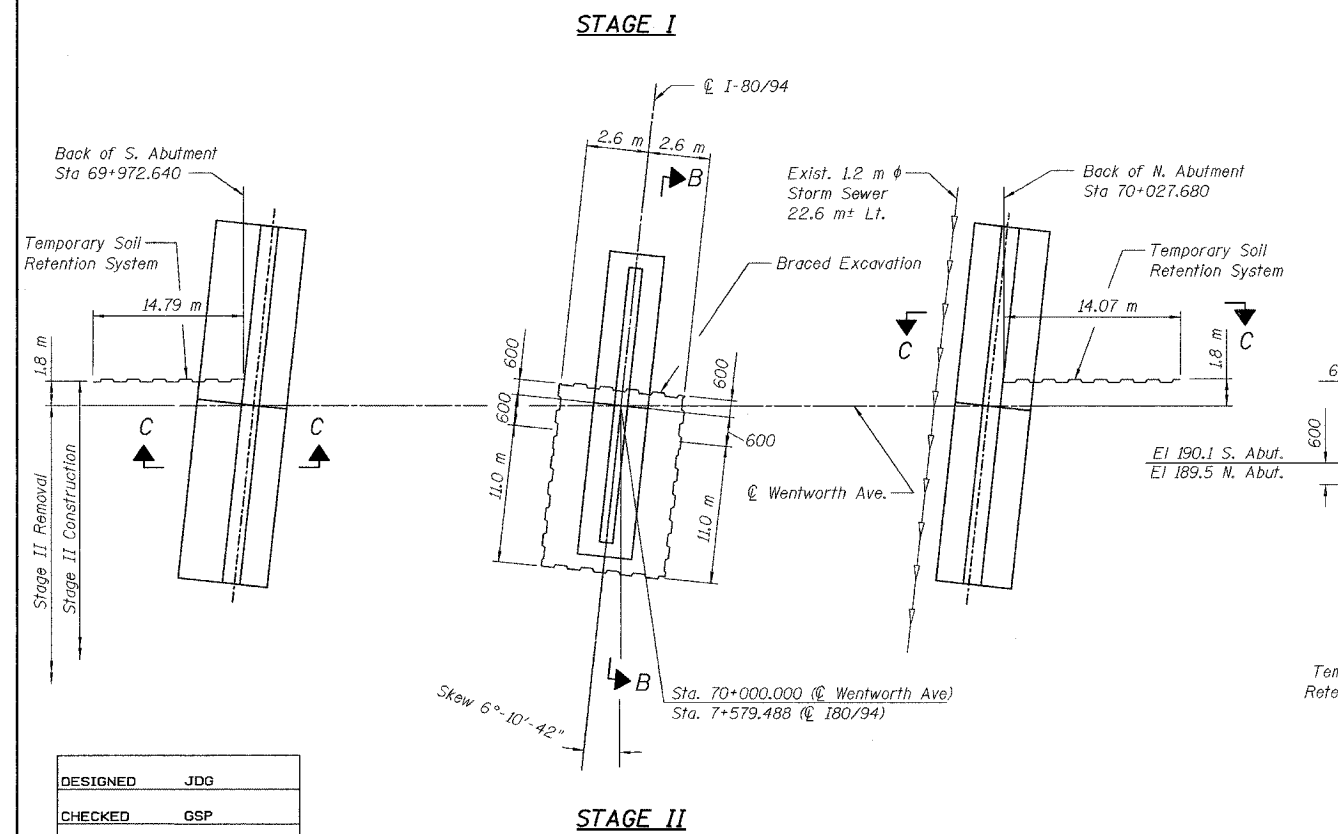 STAGE I
℄ I-80/94
2.6 m
2.6 m
B
Back of S. Abutment
Sta 69+972.640
Exist. 1.2 m ϕ
Storm Sewer
22.6 m± Lt.
Back of N. Abutment
Sta 70+027.680
Temporary Soil
Retention System
Braced Excavation
Temporary Soil
Retention System
14.79 m
14.07 m
1.8 m
600
600
C
C
1.8 m
600
600
6
C
C
600
11.0 m
11.0 m
℄ Wentworth Ave.
El 190.1 S. Abut.
El 189.5 N. Abut.
Stage II Removal
Stage II Construction
B
Sta. 70+000.000 (℄ Wentworth Ave)
Sta. 7+579.488 (℄ I80/94)
Skew 6°-10'-42"
Tem
Rete
DESIGNED JDG
CHECKED GSP
STAGE II